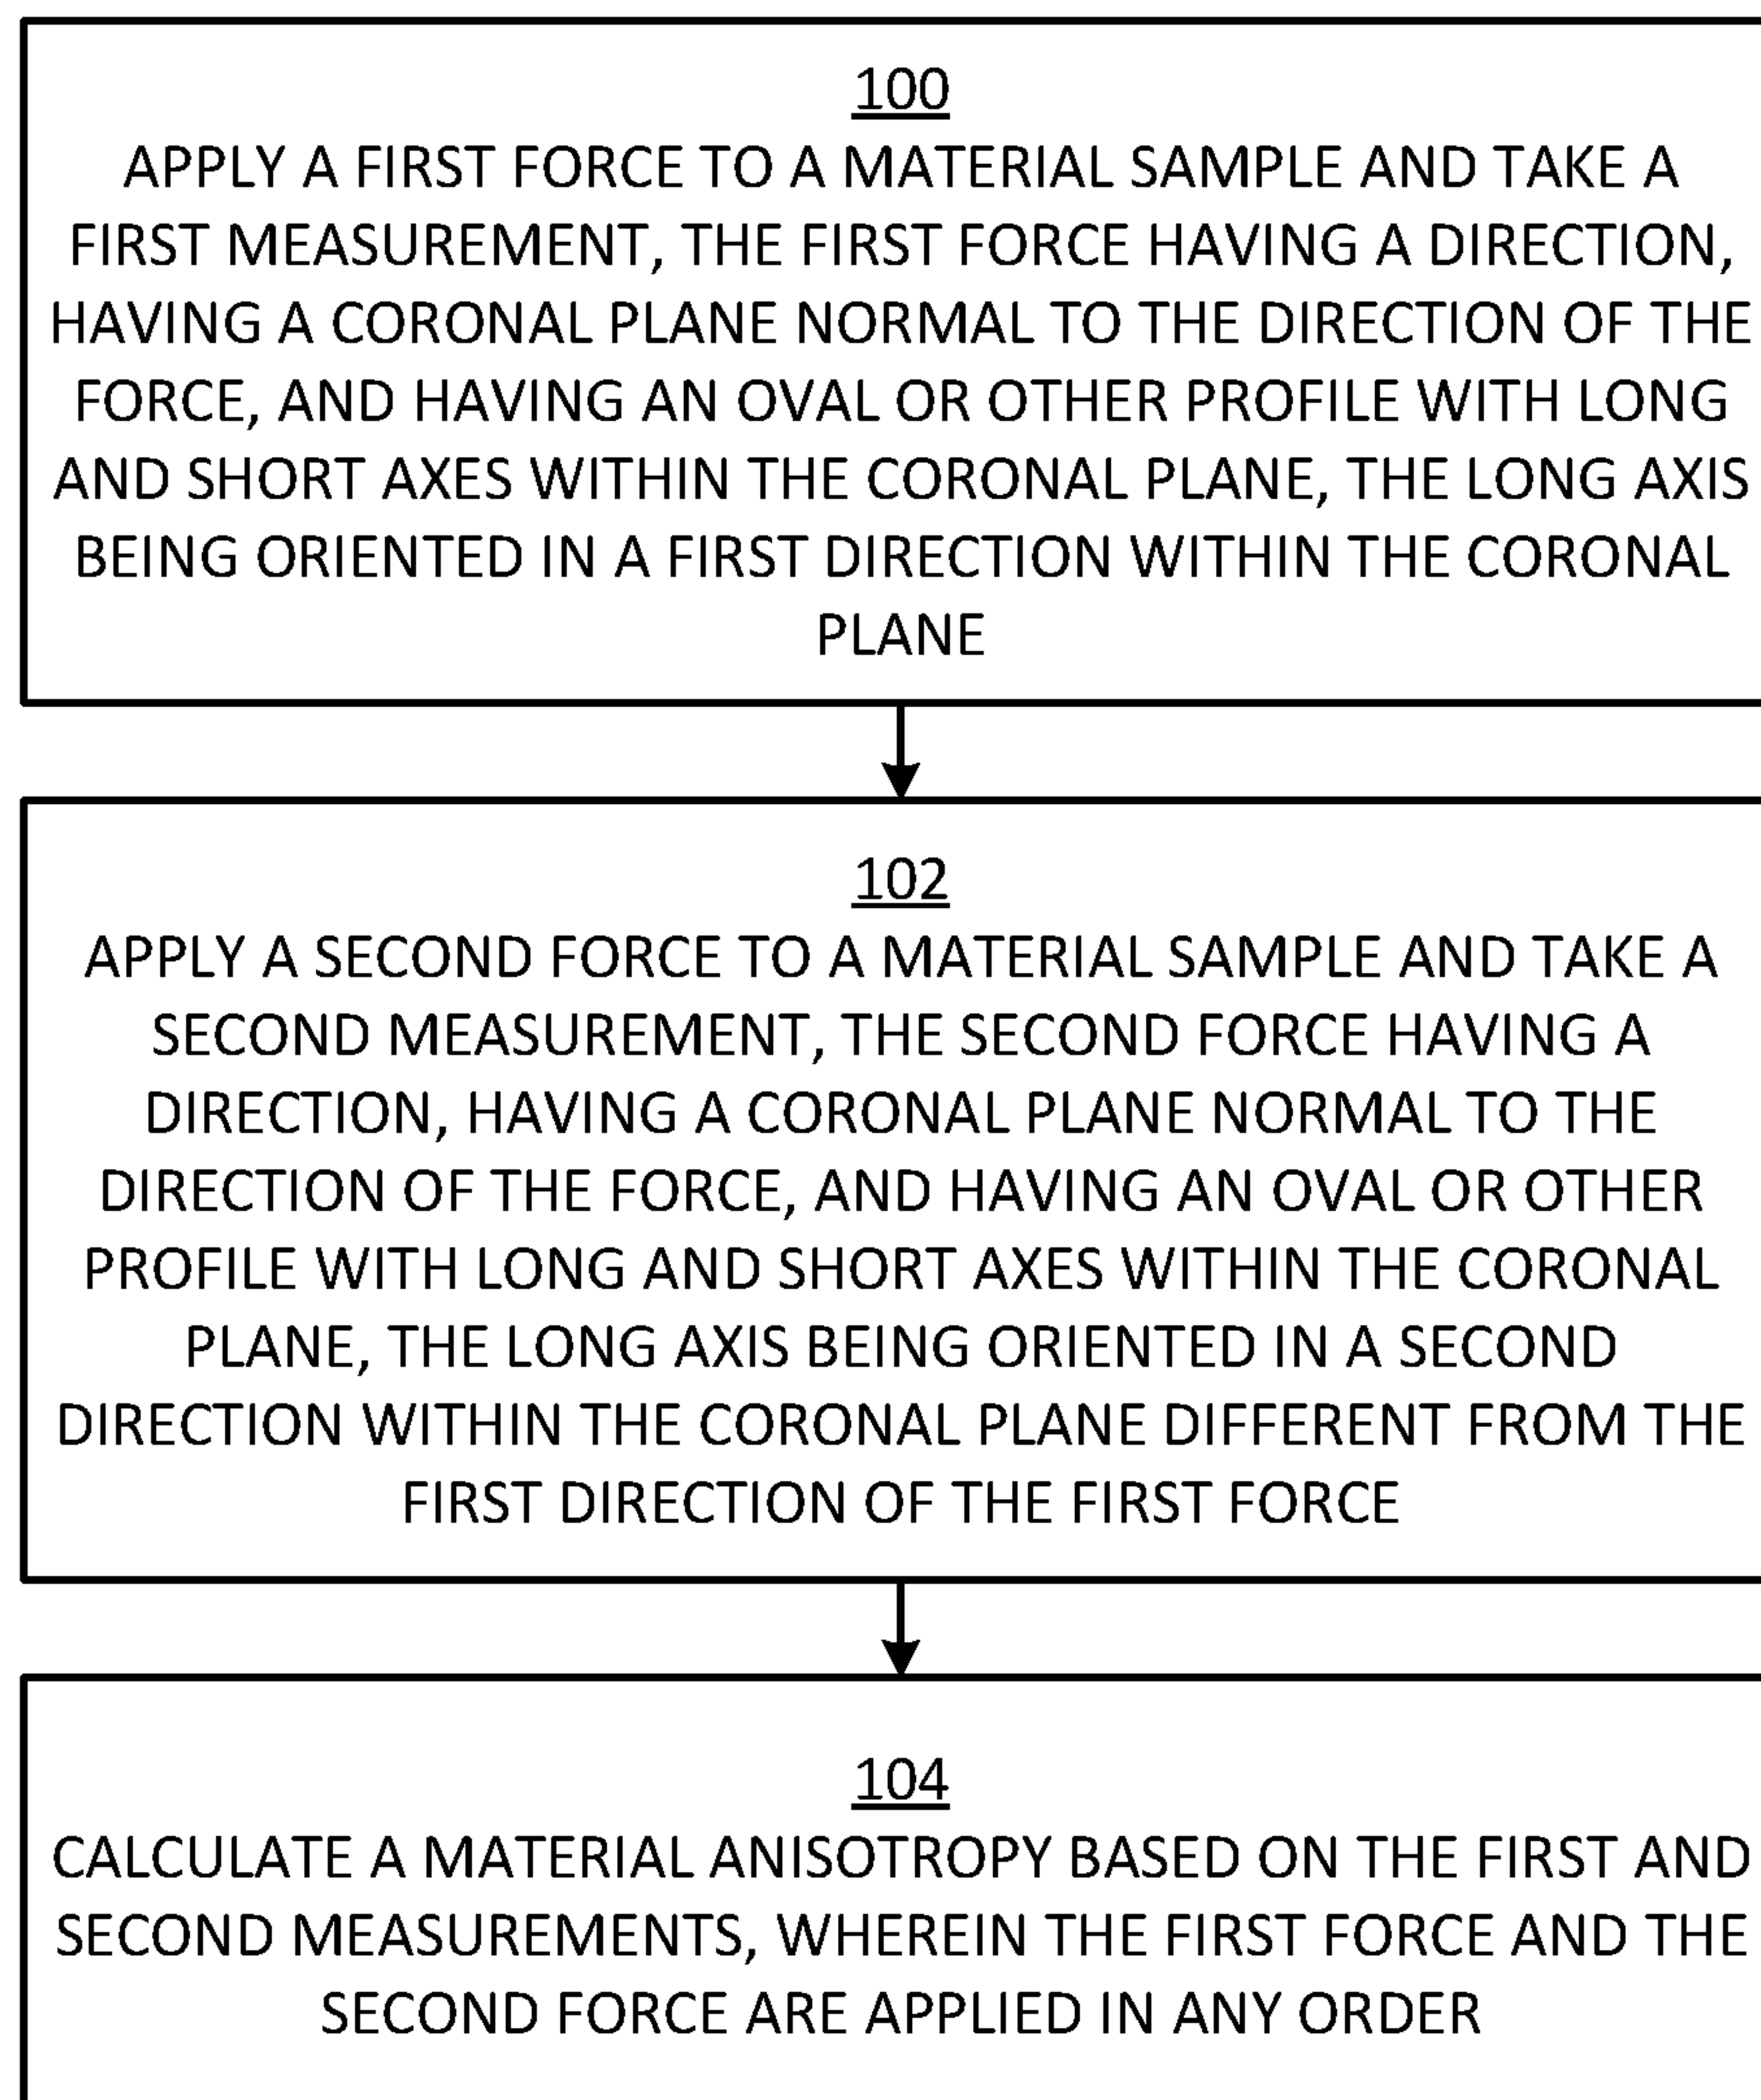 100
APPLY A FIRST FORCE TO A MATERIAL SAMPLE AND TAKE A
FIRST MEASUREMENT, THE FIRST FORCE HAVING A DIRECTION,
HAVING A CORONAL PLANE NORMAL TO THE DIRECTION OF THE
FORCE, AND HAVING AN OVAL OR OTHER PROFILE WITH LONG
AND SHORT AXES WITHIN THE CORONAL PLANE, THE LONG AXIS
BEING ORIENTED IN A FIRST DIRECTION WITHIN THE CORONAL
PLANE
102
APPLY A SECOND FORCE TO A MATERIAL SAMPLE AND TAKE A
SECOND MEASUREMENT, THE SECOND FORCE HAVING A
DIRECTION, HAVING A CORONAL PLANE NORMAL TO THE
DIRECTION OF THE FORCE, AND HAVING AN OVAL OR OTHER
PROFILE WITH LONG AND SHORT AXES WITHIN THE CORONAL
PLANE, THE LONG AXIS BEING ORIENTED IN A SECOND
DIRECTION WITHIN THE CORONAL PLANE DIFFERENT FROM THE
FIRST DIRECTION OF THE FIRST FORCE
104
CALCULATE A MATERIAL ANISOTROPY BASED ON THE FIRST AND
SECOND MEASUREMENTS, WHEREIN THE FIRST FORCE AND THE
SECOND FORCE ARE APPLIED IN ANY ORDER